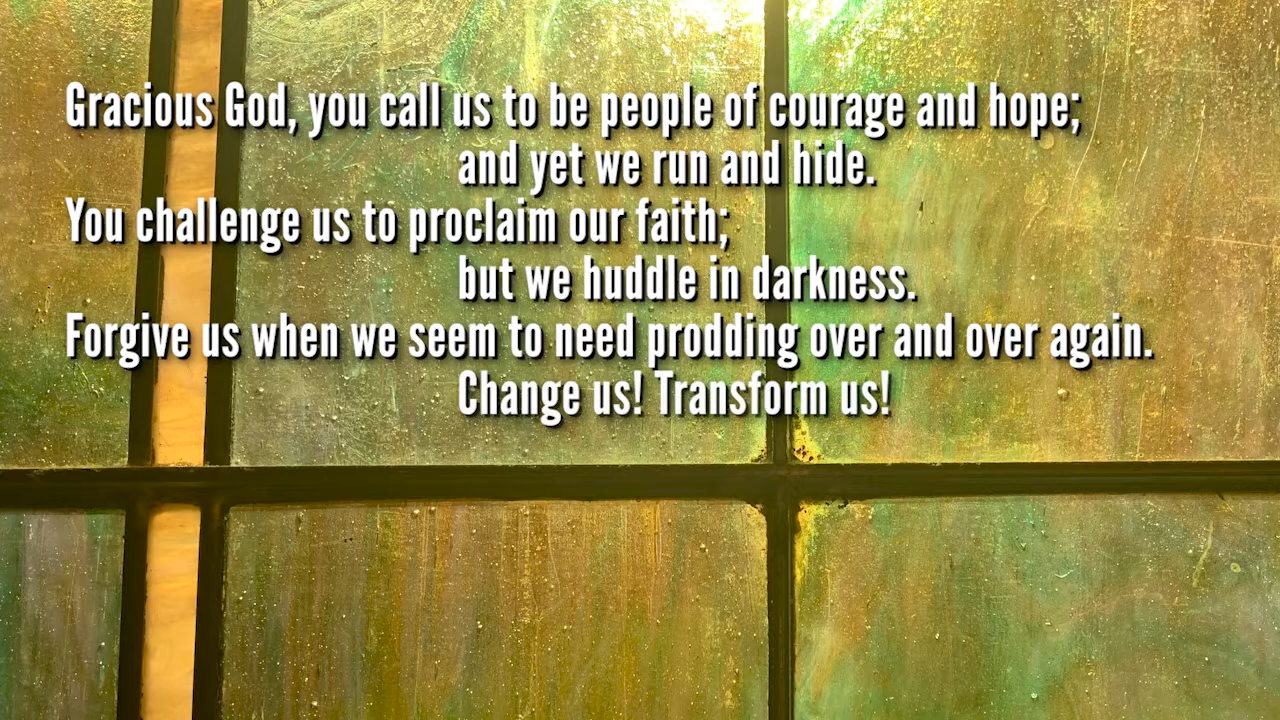 Gracious God, you call us to be people of courage and hope;
and yet we run and hide.
You challenge us to proclaim our faith;
but we huddle in darkness.
Forgive us when we seem to need prodding over and over again.
Change us! Transform us!